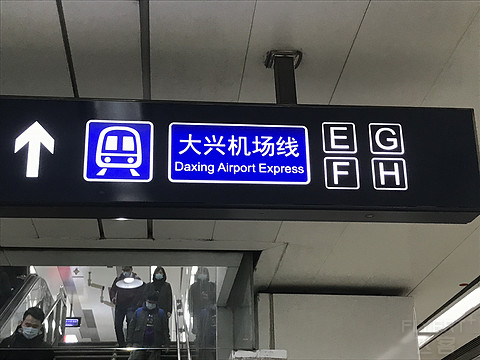 大兴机场线
Daxing Airport Express
E G
F H